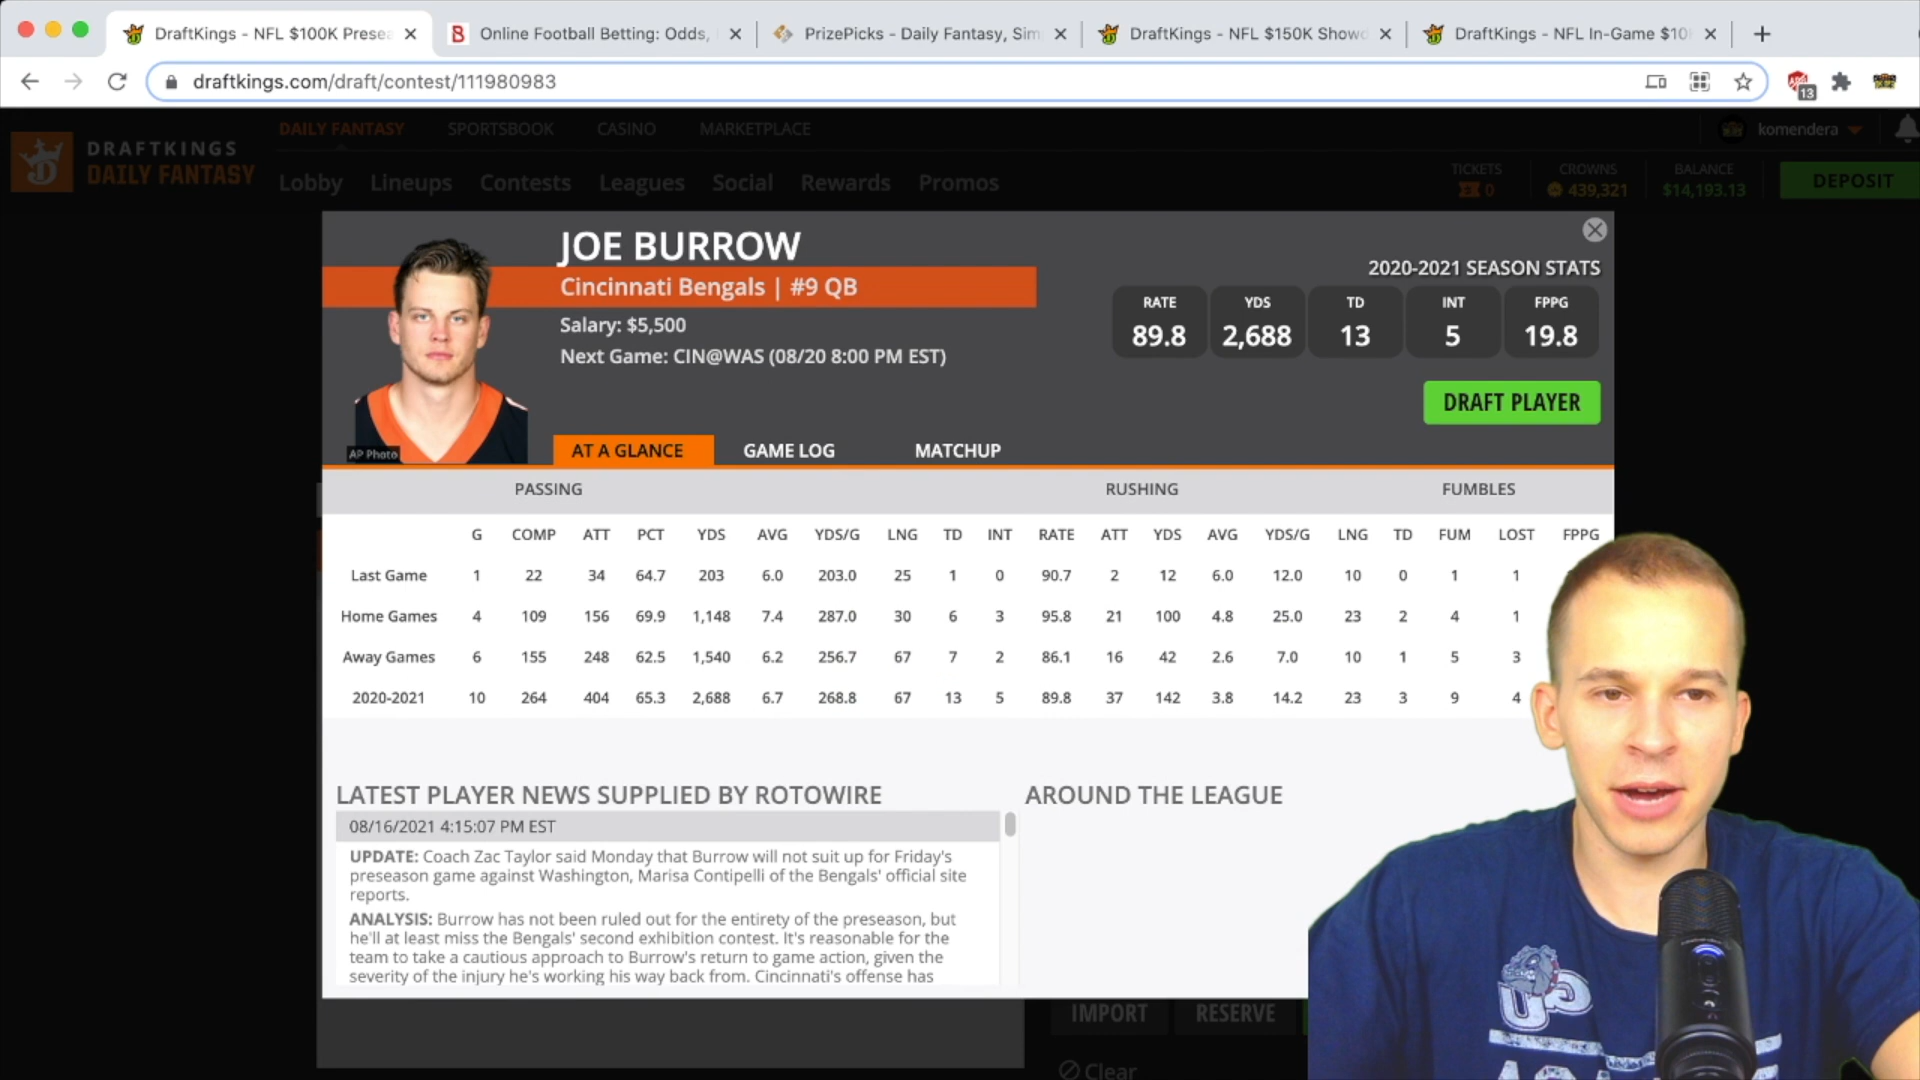 DraftKings - NFL $100K Presea
Online Football Betting: Odds,
PrizePicks - Daily Fantasy, Sim
DraftKings - NFL $150K Showd
DraftKings - NFL In-Game $10
draftkings.com/draft/contest/111980983
13
DAILY FANTASY SPORTSBOOK CASINO MARKETPLACE
komendera
DRAFTKINGS
DAILY FANTASY
Lobby Lineups Contests Leagues Social Rewards Promos
TICKETS CROWNS BALANCE
0 439,321 $14,193.13
DEPOSIT
JOE BURROW
Cincinnati Bengals | #9 QB
Salary: $5,500
Next Game: CIN@WAS (08/20 8:00 PM EST)
2020-2021 SEASON STATS
RATE YDS TD INT FPPG
89.8 2,688 13 5 19.8
DRAFT PLAYER
AP Photo
AT A GLANCE GAME LOG MATCHUP
PASSING RUSHING FUMBLES
G COMP ATT PCT YDS AVG YDS/G LNG TD INT RATE ATT YDS AVG YDS/G LNG TD FUM LOST FPPG
Last Game 1 22 34 64.7 203 6.0 203.0 25 1 0 90.7 2 12 6.0 12.0 10 0 1 1
Home Games 4 109 156 69.9 1,148 7.4 287.0 30 6 3 95.8 21 100 4.8 25.0 23 2 4 1
Away Games 6 155 248 62.5 1,540 6.2 256.7 67 7 2 86.1 16 42 2.6 7.0 10 1 5 3
2020-2021 10 264 404 65.3 2,688 6.7 268.8 67 13 5 89.8 37 142 3.8 14.2 23 3 9 4
LATEST PLAYER NEWS SUPPLIED BY ROTOWIRE
AROUND THE LEAGUE
08/16/2021 4:15:07 PM EST
UPDATE: Coach Zac Taylor said Monday that Burrow will not suit up for Friday's
preseason game against Washington, Marisa Contipelli of the Bengals' official site
reports.
ANALYSIS: Burrow has not been ruled out for the entirety of the preseason, but
he'll at least miss the Bengals' second exhibition contest. It's reasonable for the
team to take a cautious approach to Burrow's return to game action, given the
severity of the injury he's working his way back from. Cincinnati's offense has
IMPORT RESERVE
Clear